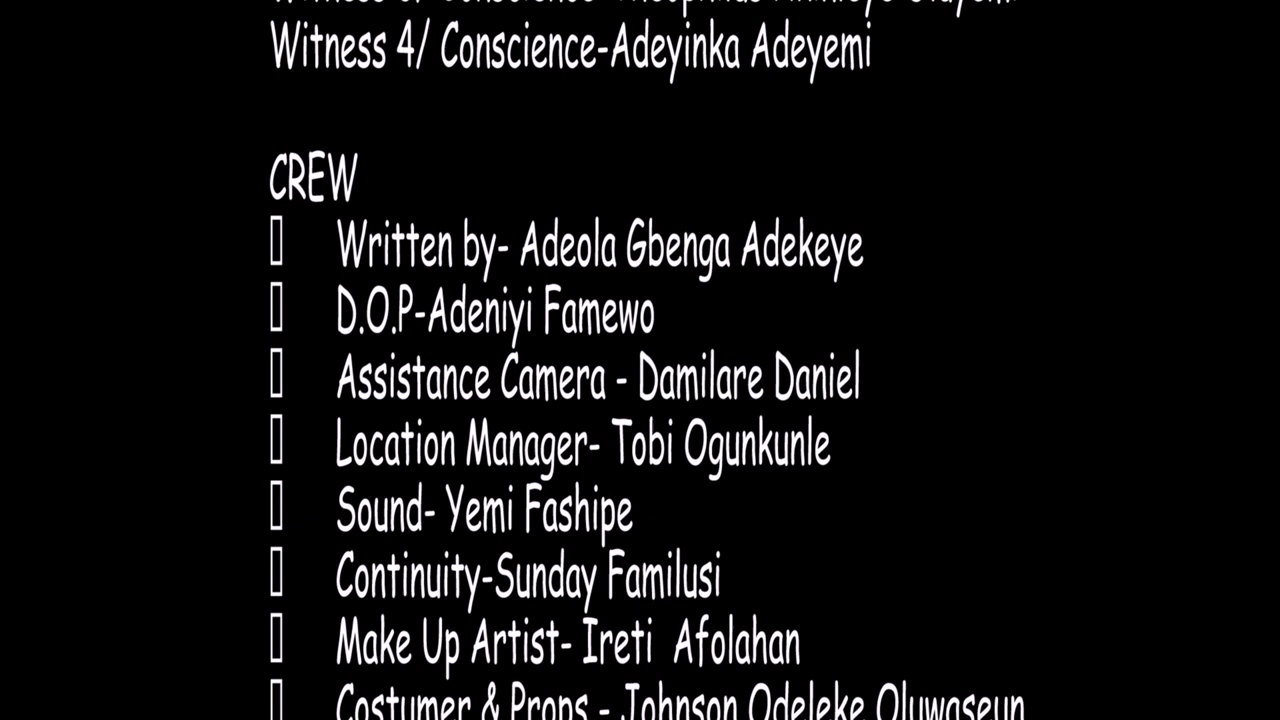 Witness 4/ Conscience-Adeyinka Adeyemi
CREW
Written by- Adeola Gbenga Adekeye
D.O.P-Adeniyi Famewo
Assistance Camera - Damilare Daniel
Location Manager- Tobi Ogunkunle
Sound- Yemi Fashipe
Continuity-Sunday Familusi
Make Up Artist- Ireti  Afolahan
Costumer & Props - Johnson Odeleke Oluwaseun